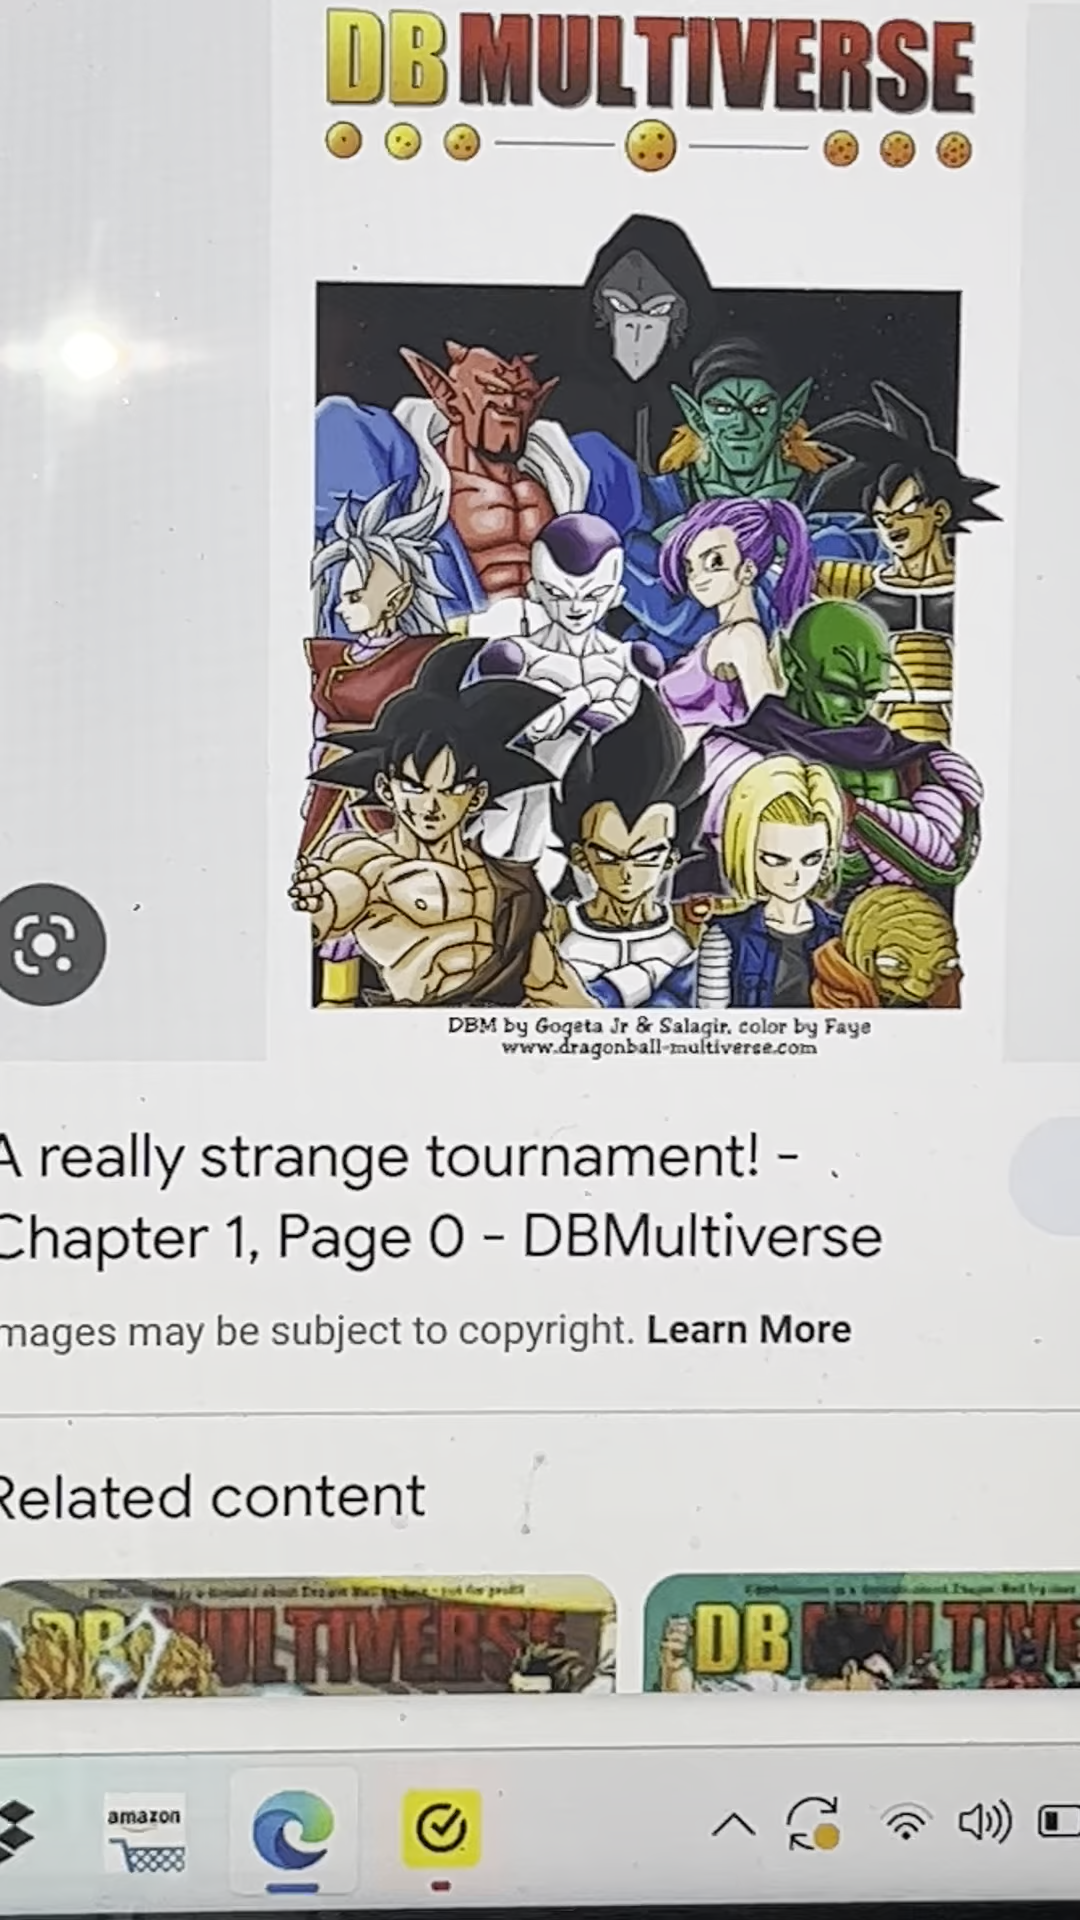 DB MULTIVERSE
DBM by Gogeta Jr & Salagir, color by Faye
www.dragonball-multiverse.com
A really strange tournament! -
Chapter 1, Page 0 - DBMultiverse
mages may be subject to copyright. Learn More
Related content
DB MULTIVERSE
DB MULTIVE
amazon